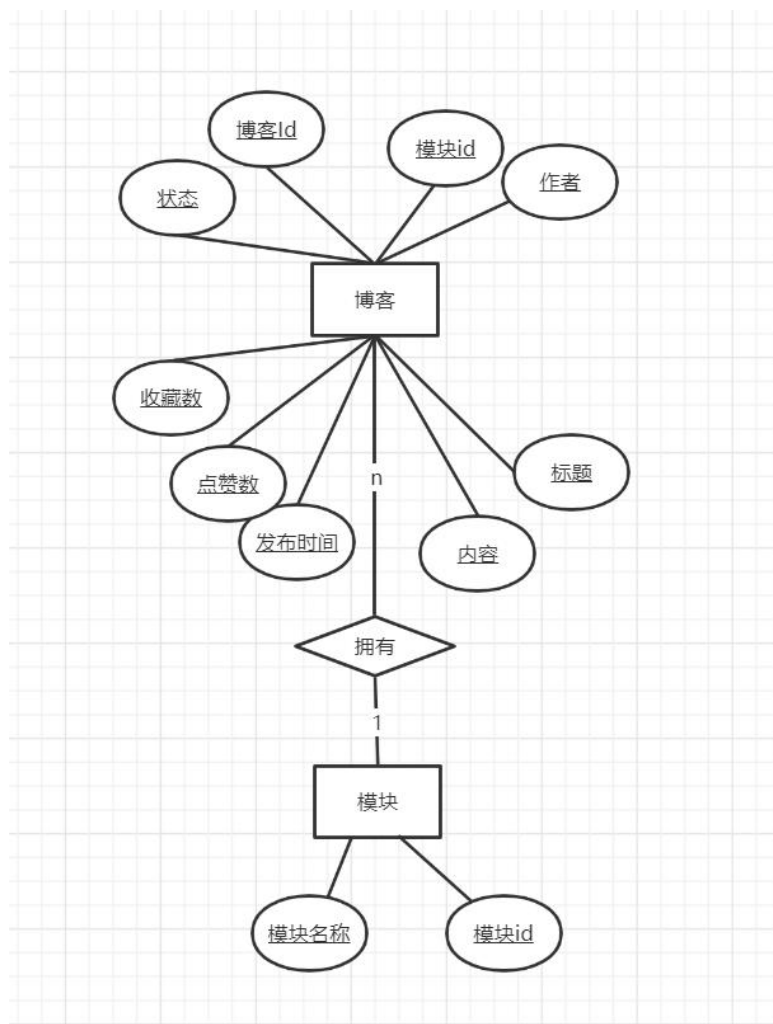 博客Id
模块id
作者
状态
博客
收藏数
点赞数
发布时间
n
标题
内容
拥有
1
模块
模块名称
模块id